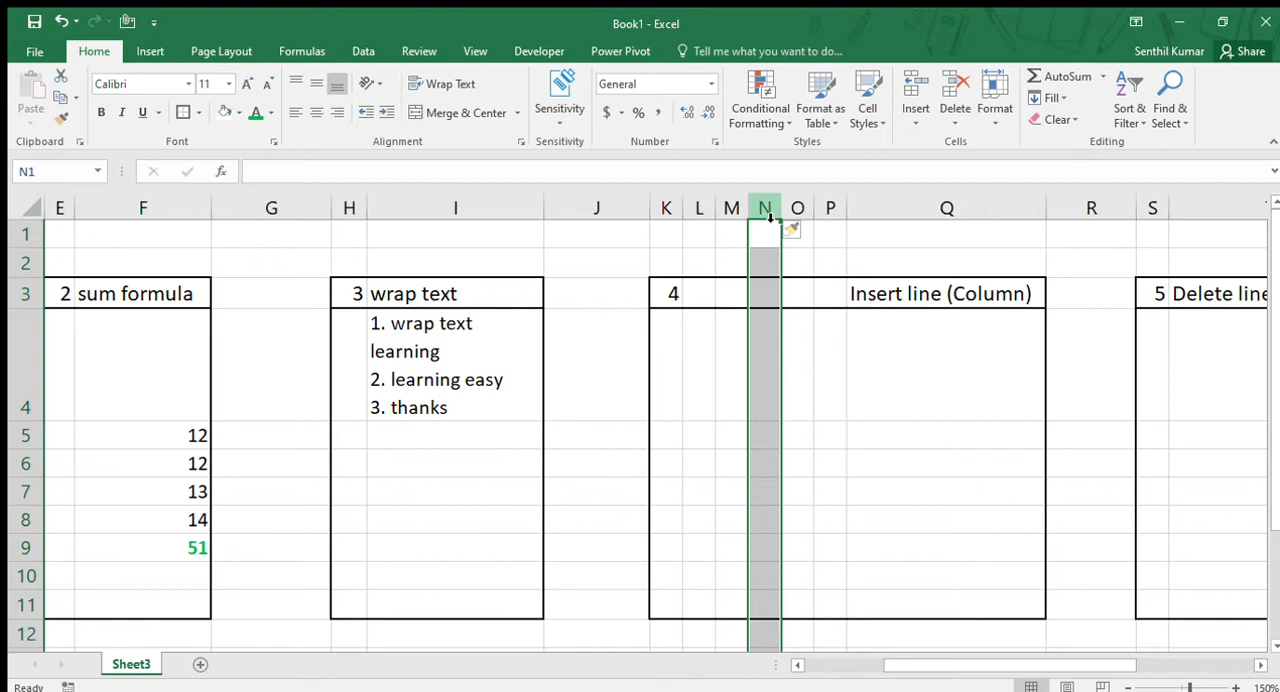 Book1 - Excel
File Home Insert Page Layout Formulas Data Review View Developer Power Pivot Tell me what you want to do... Senthil Kumar Share
Paste
Clipboard
Calibri 11
B I U
Font
Wrap Text
Merge & Center
Alignment
Sensitivity
Sensitivity
General
$ % ,
Number
Conditional Formatting
Format as Table
Cell Styles
Styles
Insert Delete Format
Cells
AutoSum
Fill
Clear
Sort & Filter
Find & Select
Editing
N1 fx
E F G H I J K L M N O P Q R S
1
2
3 2 sum formula 3 wrap text 4 Insert line (Column) 5 Delete line
1. wrap text
learning
2. learning easy
4 3. thanks
5 12
6 12
7 13
8 14
9 51
10
11
12
Sheet3
Ready 150%